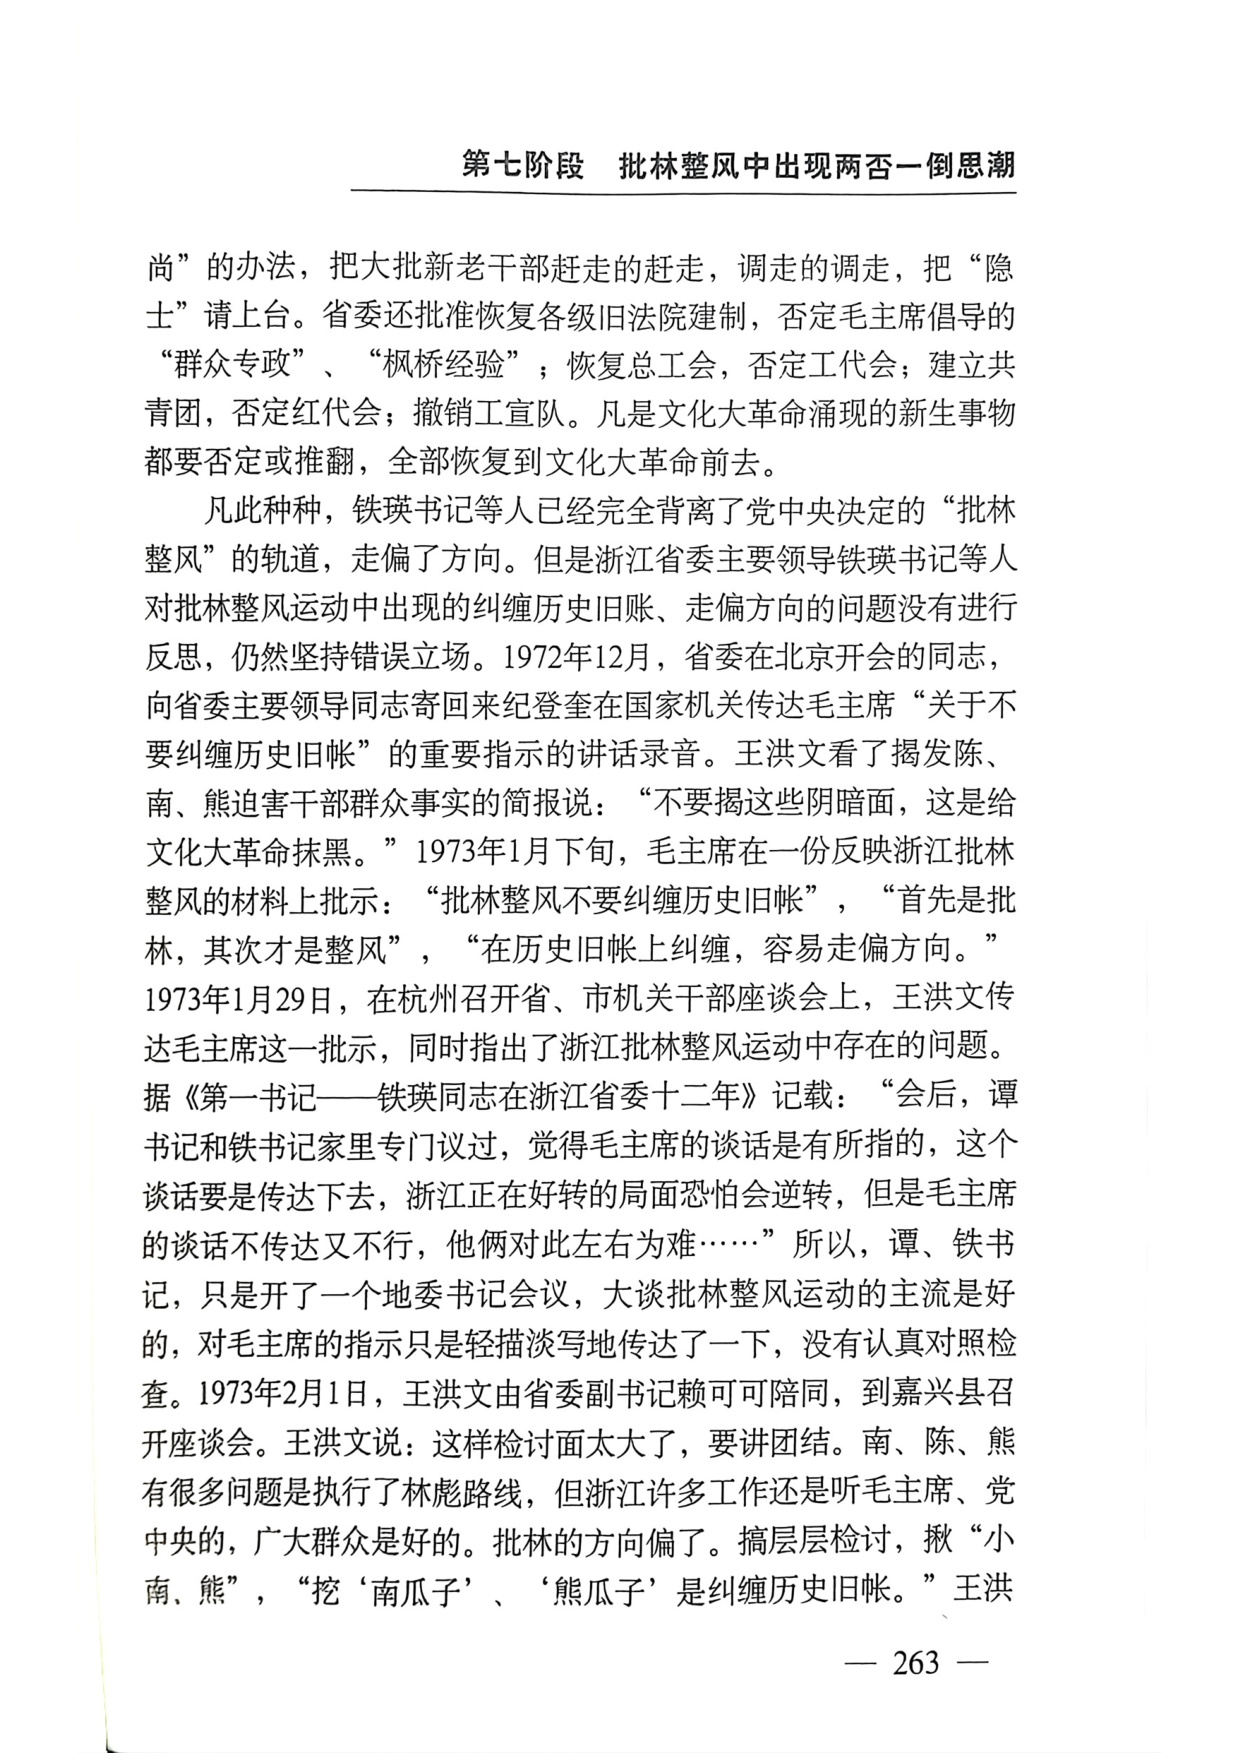 第七阶段 批林整风中出现两否一倒思潮
尚”的办法，把大批新老干部赶走的赶走，调走的调走，把“隐
士”请上台。省委还批准恢复各级旧法院建制，否定毛主席倡导的
“群众专政”、“枫桥经验”；恢复总工会，否定工代会；建立共
青团，否定红代会；撤销工宣队。凡是文化大革命涌现的新生事物
都要否定或推翻，全部恢复到文化大革命前去。
凡此种种，铁瑛书记等人已经完全背离了党中央决定的“批林
整风”的轨道，走偏了方向。但是浙江省委主要领导铁瑛书记等人
对批林整风运动中出现的纠缠历史旧账、走偏方向的问题没有进行
反思，仍然坚持错误立场。1972年12月，省委在北京开会的同志，
向省委主要领导同志寄回来纪登奎在国家机关传达毛主席“关于不
要纠缠历史旧帐”的重要指示的讲话录音。王洪文看了揭发陈、
南、熊迫害干部群众事实的简报说：“不要揭这些阴暗面，这是给
文化大革命抹黑。”1973年1月下旬，毛主席在一份反映浙江批林
整风的材料上批示：“批林整风不要纠缠历史旧帐”，“首先是批
林，其次才是整风”，“在历史旧帐上纠缠，容易走偏方向。”
1973年1月29日，在杭州召开省、市机关干部座谈会上，王洪文传
达毛主席这一批示，同时指出了浙江批林整风运动中存在的问题。
据《第一书记——铁瑛同志在浙江省委十二年》记载：“会后，谭
书记和铁书记家里专门议过，觉得毛主席的谈话是有所指的，这个
谈话要是传达下去，浙江正在好转的局面恐怕会逆转，但是毛主席
的谈话不传达又不行，他俩对此左右为难……”所以，谭、铁书
记，只是开了一个地委书记会议，大谈批林整风运动的主流是好
的，对毛主席的指示只是轻描淡写地传达了一下，没有认真对照检
查。1973年2月1日，王洪文由省委副书记赖可可陪同，到嘉兴县召
开座谈会。王洪文说：这样检讨面太大了，要讲团结。南、陈、熊
有很多问题是执行了林彪路线，但浙江许多工作还是听毛主席、党
中央的，广大群众是好的。批林的方向偏了。搞层层检讨，揪“小
南、熊”，“挖‘南瓜子’、‘熊瓜子’是纠缠历史旧帐。”王洪
— 263 —